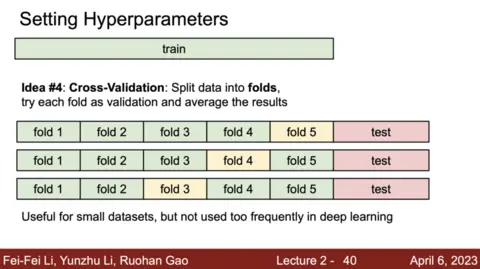 Setting Hyperparameters
train
Idea #4: Cross-Validation: Split data into folds,
try each fold as validation and average the results
fold 1 fold 2 fold 3 fold 4 fold 5 test
fold 1 fold 2 fold 3 fold 4 fold 5 test
fold 1 fold 2 fold 3 fold 4 fold 5 test
Useful for small datasets, but not used too frequently in deep learning
Fei-Fei Li, Yunzhu Li, Ruohan Gao Lecture 2 - 40 April 6, 2023